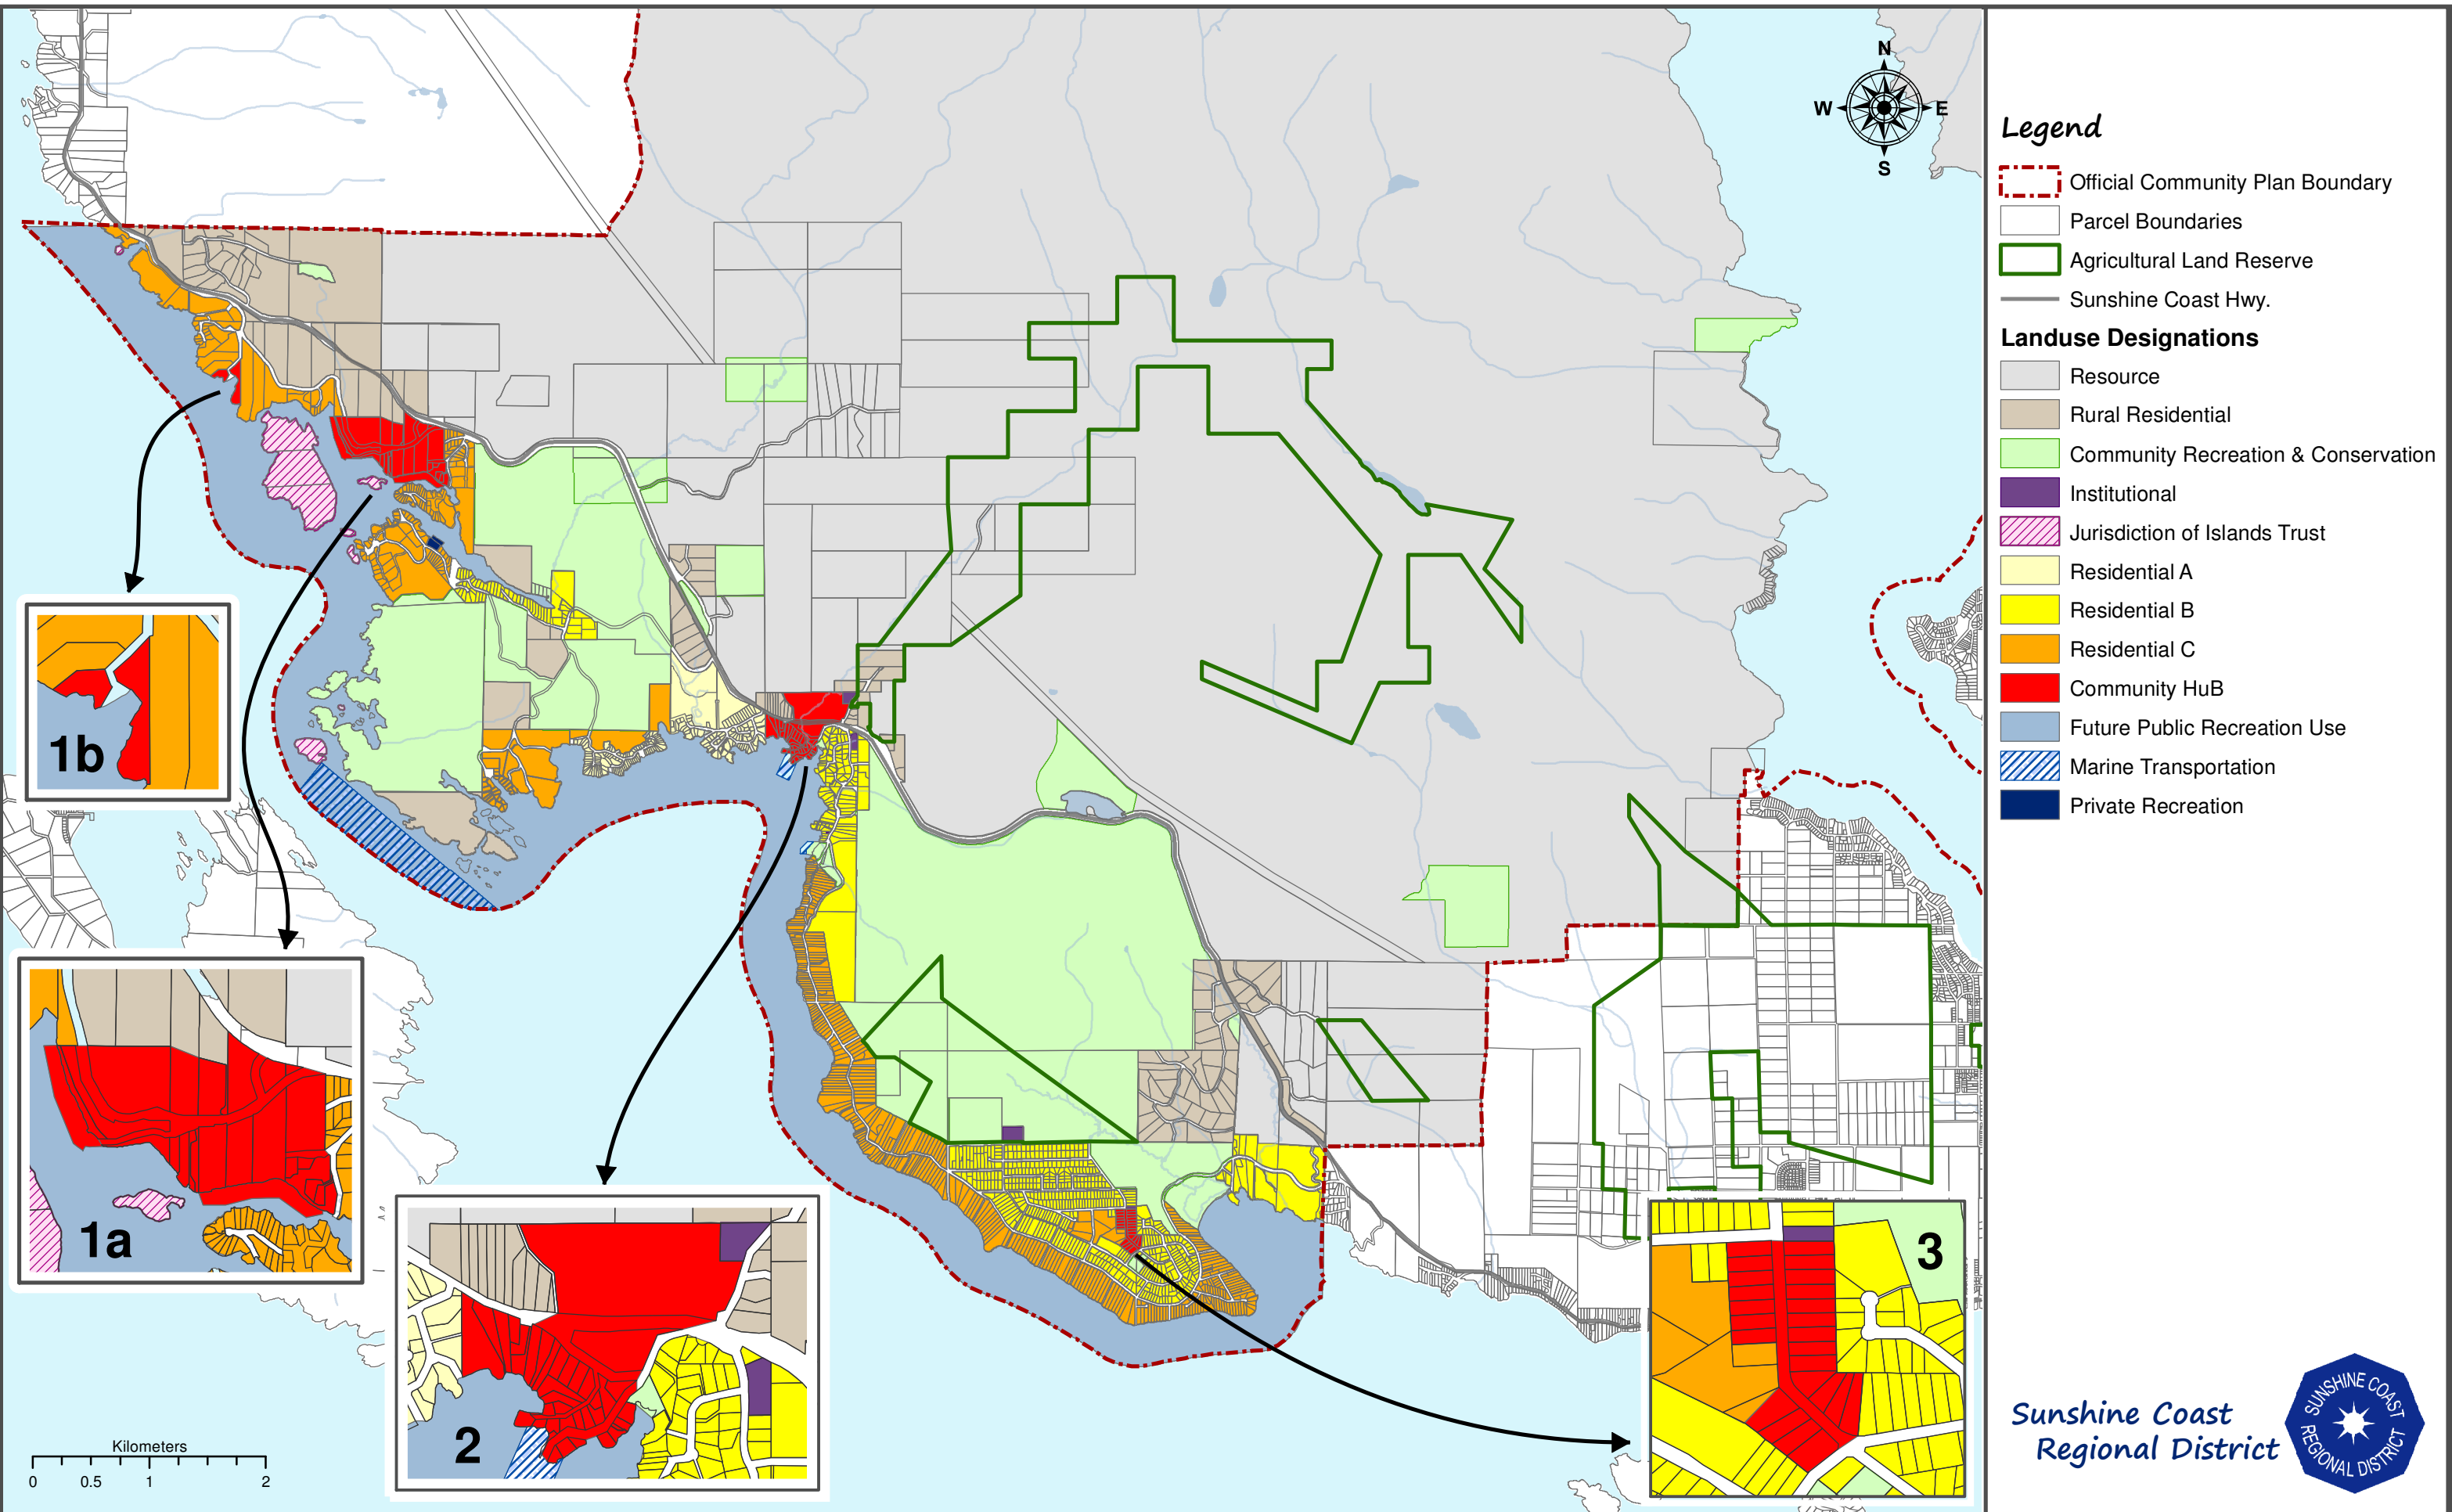 N
W E
S
Legend
Official Community Plan Boundary
Parcel Boundaries
Agricultural Land Reserve
Sunshine Coast Hwy.
Landuse Designations
Resource
Rural Residential
Community Recreation & Conservation
Institutional
Jurisdiction of Islands Trust
Residential A
Residential B
Residential C
Community HuB
Future Public Recreation Use
Marine Transportation
Private Recreation
1b
1a
2
3
Kilometers
0 0.5 1 2
Sunshine Coast
Regional District
SUNSHINE COAST
REGIONAL DISTRICT